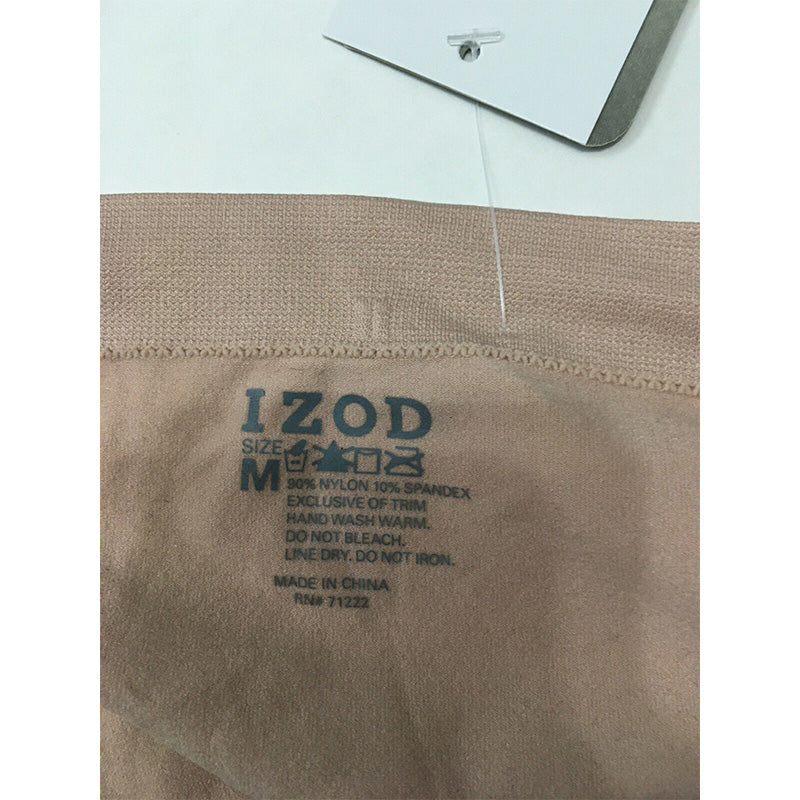 IZOD
SIZE
M
90% NYLON 10% SPANDEX
EXCLUSIVE OF TRIM
HAND WASH WARM.
DO NOT BLEACH.
LINE DRY. DO NOT IRON.
MADE IN CHINA
RN# 71222